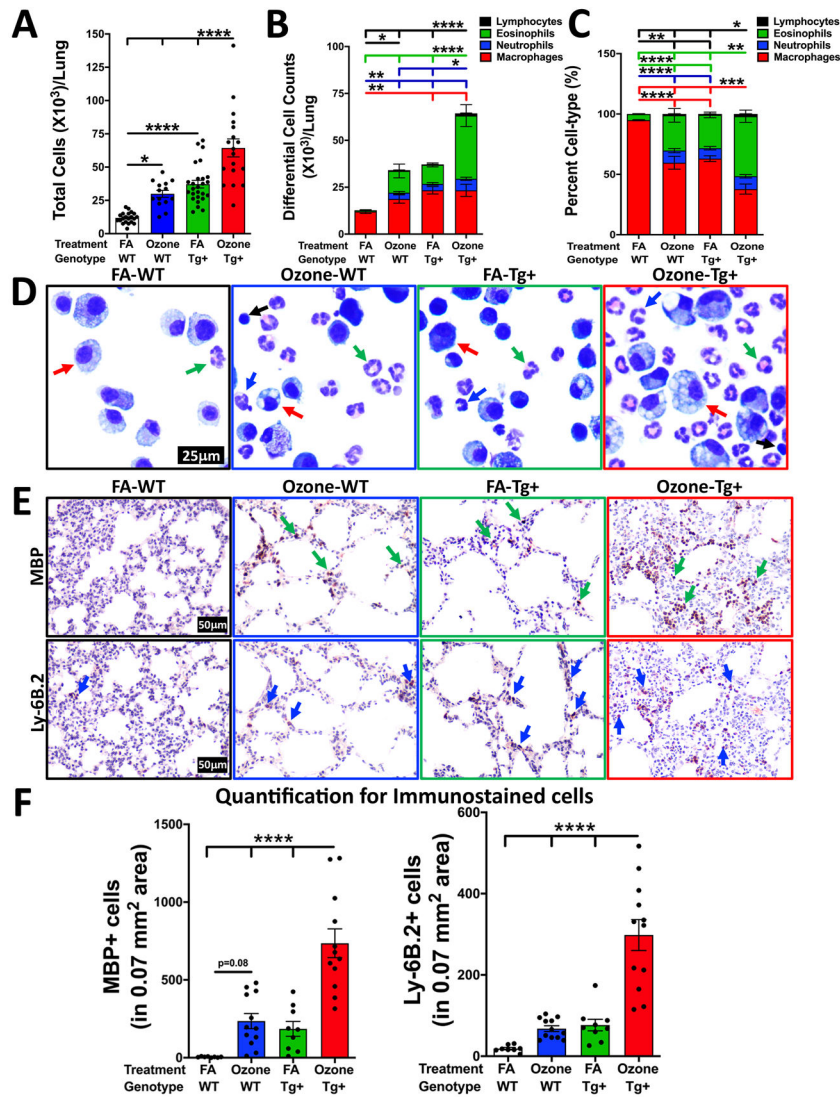 A
Total Cells (X10³)/Lung
150
125
100
75
50
25
0
****
****
*
Treatment FA Ozone FA Ozone
Genotype WT WT Tg+ Tg+
B
Differential Cell Counts
(X10³)/Lung
100
75
50
25
0
****
*
****
*
**
**
Lymphocytes
Eosinophils
Neutrophils
Macrophages
FA Ozone FA Ozone
WT WT Tg+ Tg+
C
Percent Cell-type (%)
150
100
50
0
*
**
**
****
****
***
****
Lymphocytes
Eosinophils
Neutrophils
Macrophages
FA Ozone FA Ozone
WT WT Tg+ Tg+
D
FA-WT Ozone-WT FA-Tg+ Ozone-Tg+
25μm
E
FA-WT Ozone-WT FA-Tg+ Ozone-Tg+
MBP
50μm
Ly-6B.2
50μm
F
Quantification for Immunostained cells
MBP+ cells
(in 0.07 mm² area)
1500
1000
500
0
****
p=0.08
Treatment FA Ozone FA Ozone
Genotype WT WT Tg+ Tg+
Ly-6B.2+ cells
(in 0.07 mm² area)
600
400
200
0
****
Treatment FA Ozone FA Ozone
Genotype WT WT Tg+ Tg+